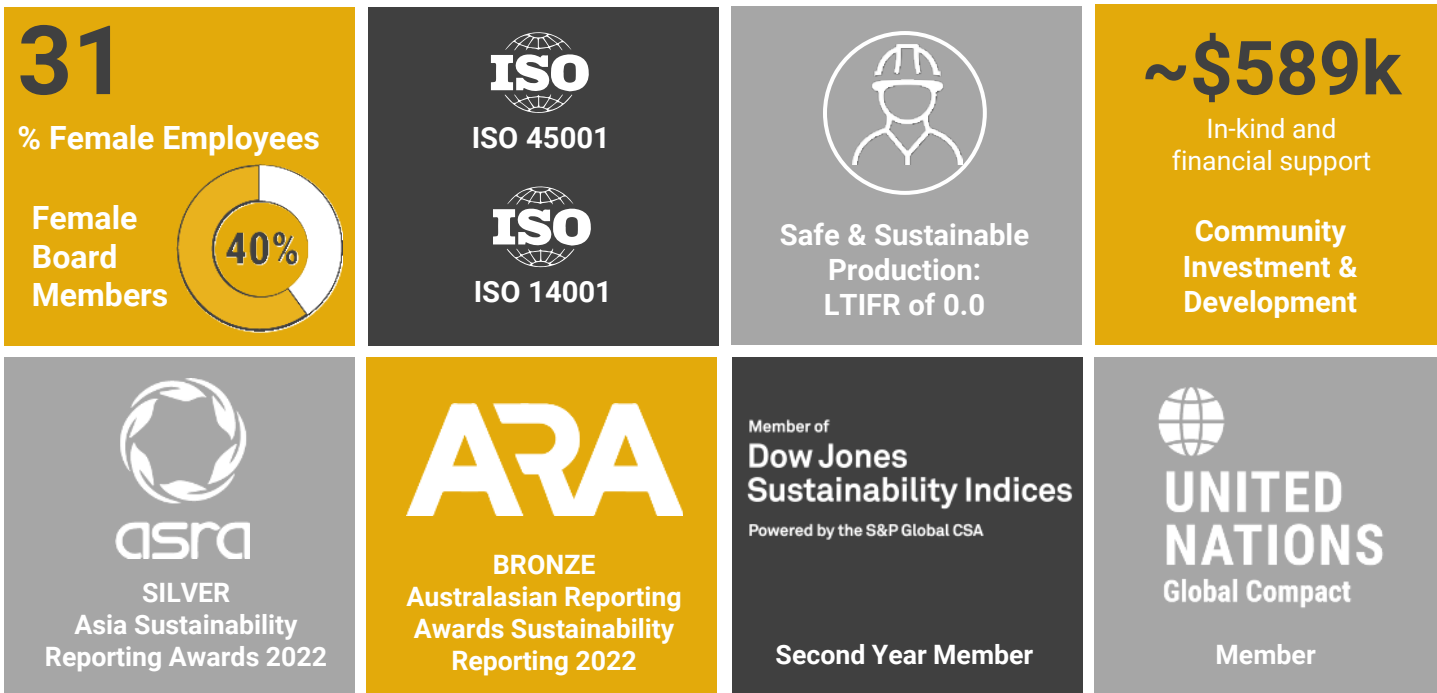 31
% Female Employees
Female
Board
Members
40%
ISO
ISO 45001
ISO
ISO 14001
Safe & Sustainable
Production:
LTIFR of 0.0
~$589k
In-kind and
financial support
Community
Investment &
Development
asra
SILVER
Asia Sustainability
Reporting Awards 2022
ARA
BRONZE
Australasian Reporting
Awards Sustainability
Reporting 2022
Member of
Dow Jones
Sustainability Indices
Powered by the S&P Global CSA
Second Year Member
UNITED
NATIONS
Global Compact
Member